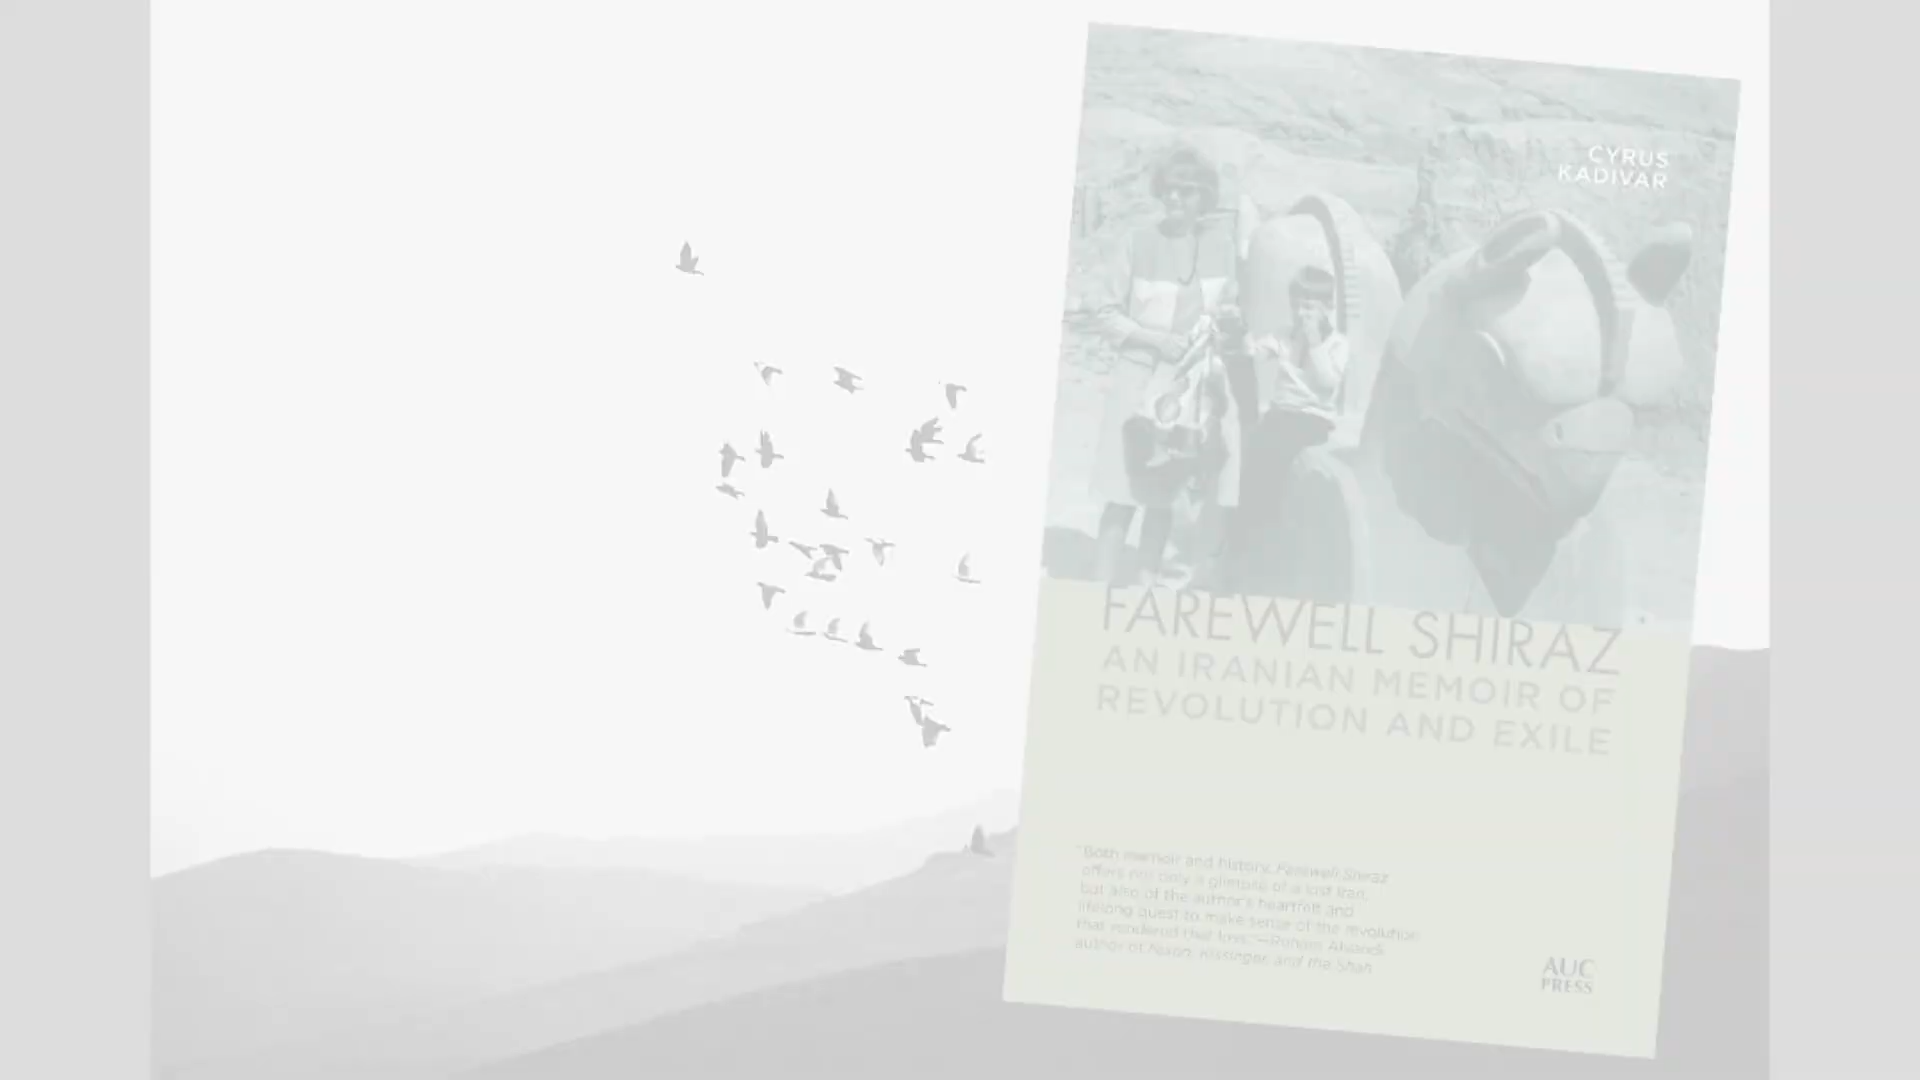 CYRUS
KADIVAR
FAREWELL SHIRAZ
AN IRANIAN MEMOIR OF
REVOLUTION AND EXILE
"Both memoir and history, Farewell Shiraz
offers not only a glimpse of a lost Iran,
but also of the author's heartfelt and
lifelong quest to make sense of the revolution
that rendered that loss."—Roham Alvandi,
author of Nixon, Kissinger, and the Shah
AUC
PRESS